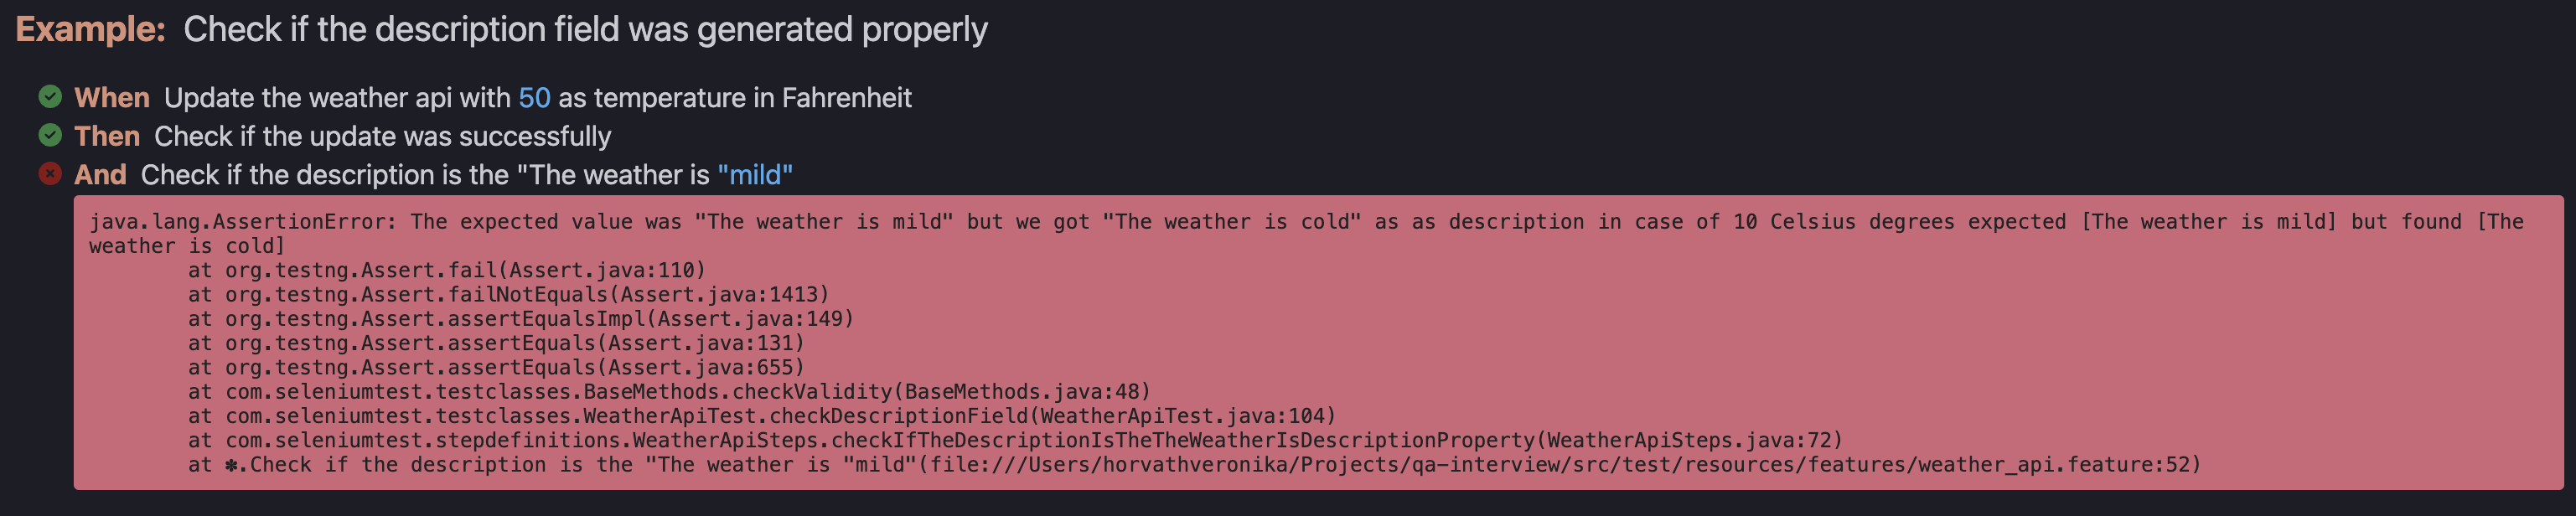 Example: Check if the description field was generated properly
When Update the weather api with 50 as temperature in Fahrenheit
Then Check if the update was successfully
And Check if the description is the "The weather is "mild"
java.lang.AssertionError: The expected value was "The weather is mild" but we got "The weather is cold" as as description in case of 10 Celsius degrees expected [The weather is mild] but found [The
weather is cold]
at org.testng.Assert.fail(Assert.java:110)
at org.testng.Assert.failNotEquals(Assert.java:1413)
at org.testng.Assert.assertEqualsImpl(Assert.java:149)
at org.testng.Assert.assertEquals(Assert.java:131)
at org.testng.Assert.assertEquals(Assert.java:655)
at com.seleniumtest.testclasses.BaseMethods.checkValidity(BaseMethods.java:48)
at com.seleniumtest.testclasses.WeatherApiTest.checkDescriptionField(WeatherApiTest.java:104)
at com.seleniumtest.stepdefinitions.WeatherApiSteps.checkIfTheDescriptionIsTheTheWeatherIsDescriptionProperty(WeatherApiSteps.java:72)
at ✽.Check if the description is the "The weather is "mild"(file:///Users/horvathveronika/Projects/qa-interview/src/test/resources/features/weather_api.feature:52)